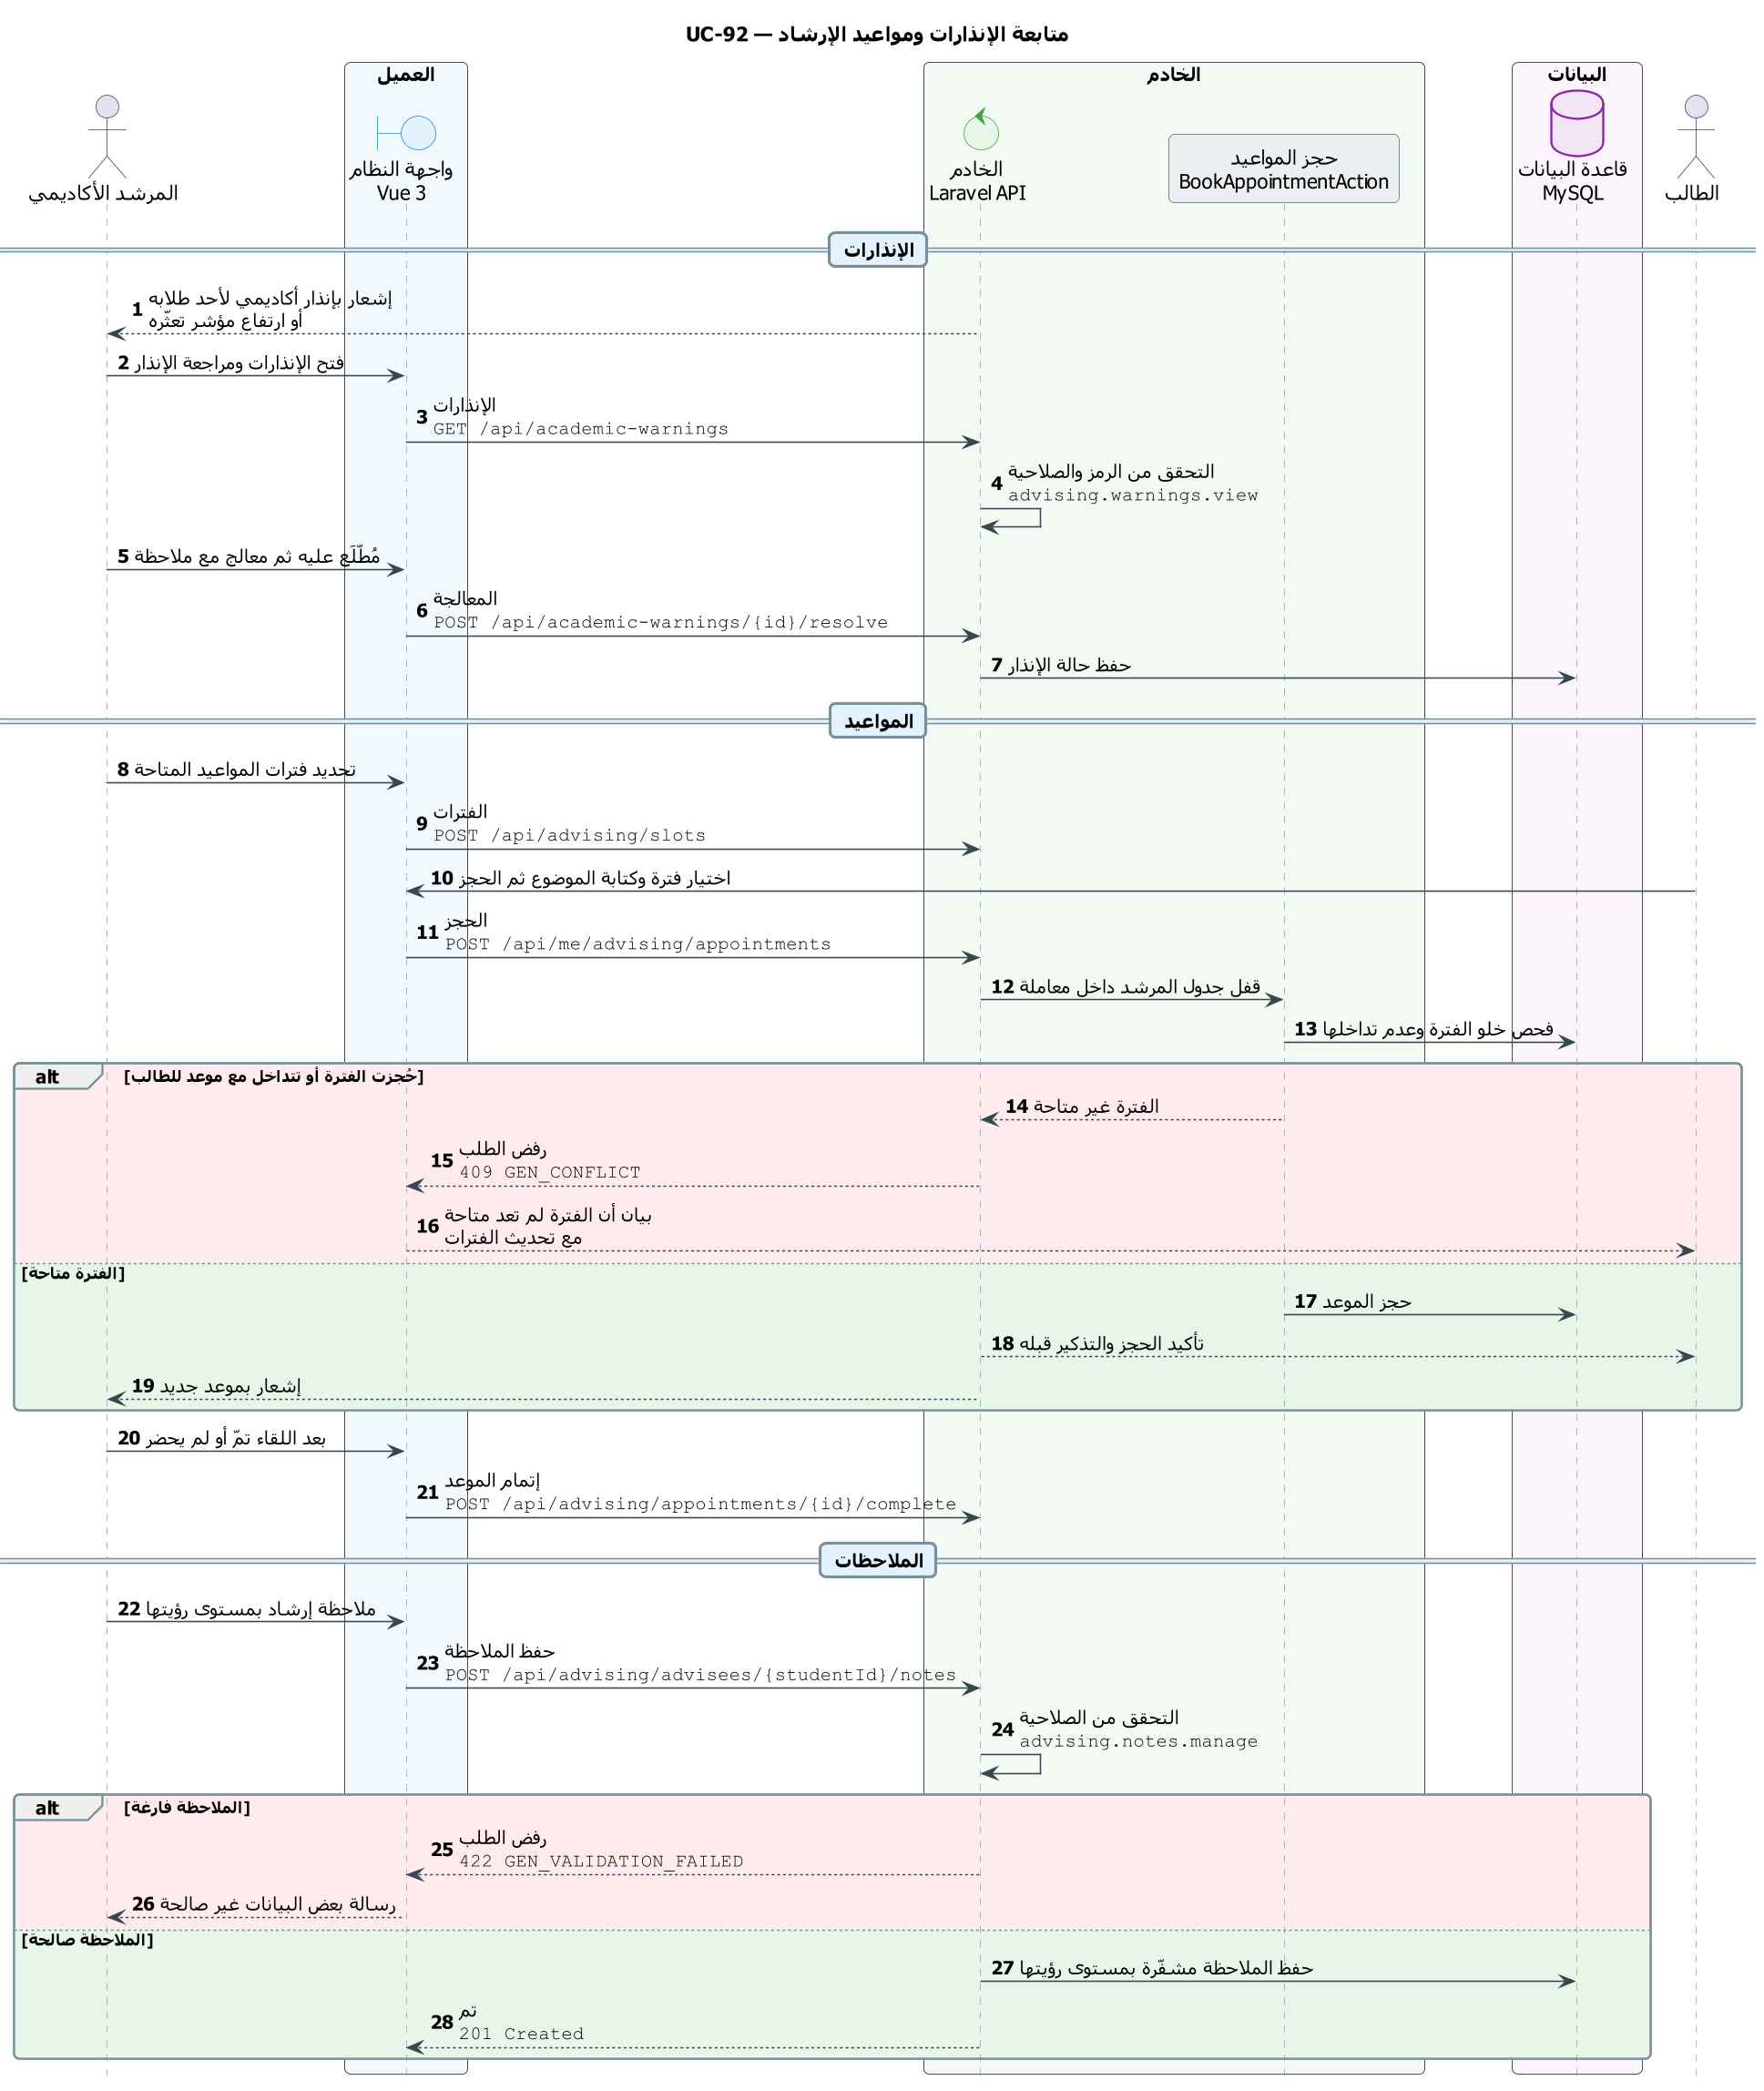 UC-92 — متابعة الإنذارات ومواعيد الإرشاد
العميل
الخادم
البيانات
المرشد الأكاديمي
واجهة النظام
Vue 3
الخادم
Laravel API
حجز المواعيد
BookAppointmentAction
قاعدة البيانات
MySQL
الطالب
الإنذارات
1 إشعار بإنذار أكاديمي لأحد طلابه
أو ارتفاع مؤشر تعثّره
2 فتح الإنذارات ومراجعة الإنذار
3 الإنذارات
GET /api/academic-warnings
4 التحقق من الرمز والصلاحية
advising.warnings.view
5 مُطَّلَع عليه ثم معالج مع ملاحظة
6 المعالجة
POST /api/academic-warnings/{id}/resolve
7 حفظ حالة الإنذار
المواعيد
8 تحديد فترات المواعيد المتاحة
9 الفترات
POST /api/advising/slots
10 اختيار فترة وكتابة الموضوع ثم الحجز
11 الحجز
POST /api/me/advising/appointments
12 قفل جدول المرشد داخل معاملة
13 فحص خلو الفترة وعدم تداخلها
alt [حُجزت الفترة أو تتداخل مع موعد للطالب]
14 الفترة غير متاحة
15 رفض الطلب
409 GEN_CONFLICT
16 بيان أن الفترة لم تعد متاحة
مع تحديث الفترات
[الفترة متاحة]
17 حجز الموعد
18 تأكيد الحجز والتذكير قبله
19 إشعار بموعد جديد
20 بعد اللقاء تمّ أو لم يحضر
21 إتمام الموعد
POST /api/advising/appointments/{id}/complete
الملاحظات
22 ملاحظة إرشاد بمستوى رؤيتها
23 حفظ الملاحظة
POST /api/advising/advisees/{studentId}/notes
24 التحقق من الصلاحية
advising.notes.manage
alt [الملاحظة فارغة]
25 رفض الطلب
422 GEN_VALIDATION_FAILED
26 رسالة بعض البيانات غير صالحة
[الملاحظة صالحة]
27 حفظ الملاحظة مشفّرة بمستوى رؤيتها
28 تم
201 Created